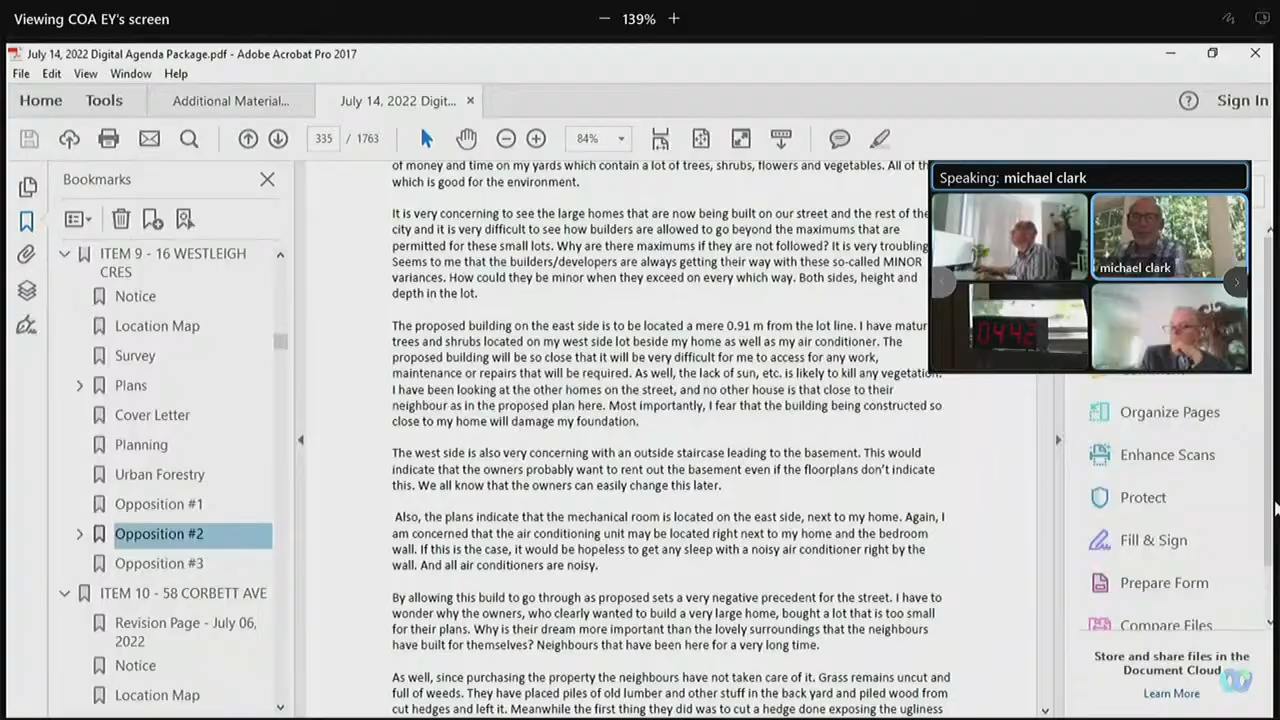 Viewing COA EY's screen
139%
July 14, 2022 Digital Agenda Package.pdf - Adobe Acrobat Pro 2017
File Edit View Window Help
Home Tools Additional Material... July 14, 2022 Digit... Sign In
335 / 1763 84%
Bookmarks
ITEM 9 - 16 WESTLEIGH
CRES
Notice
Location Map
Survey
Plans
Cover Letter
Planning
Urban Forestry
Opposition #1
Opposition #2
Opposition #3
ITEM 10 - 58 CORBETT AVE
Revision Page - July 06,
2022
Notice
Location Map
of money and time on my yards which contain a lot of trees, shrubs, flowers and vegetables. All of
which is good for the environment.
It is very concerning to see the large homes that are now being built on our street and the rest of the
city and it is very difficult to see how builders are allowed to go beyond the maximums that are
permitted for these small lots. Why are there maximums if they are not followed? It is very troubling.
Seems to me that the builders/developers are always getting their way with these so-called MINOR
variances. How could they be minor when they exceed on every which way. Both sides, height and
depth in the lot.
The proposed building on the east side is to be located a mere 0.91 m from the lot line. I have
trees and shrubs located on my west side lot beside my home as well as my air conditioner. The
proposed building will be so close that it will be very difficult for me to access for any work,
maintenance or repairs that will be required. As well, the lack of sun, etc. is likely to kill any vegetation.
I have been looking at the other homes on the street, and no other house is that close to their
neighbour as in the proposed plan here. Most importantly, I fear that the building being constructed so
close to my home will damage my foundation.
The west side is also very concerning with an outside staircase leading to the basement. This would
indicate that the owners probably want to rent out the basement even if the floorplans don't indicate
this. We all know that the owners can easily change this later.
Also, the plans indicate that the mechanical room is located on the east side, next to my home. Again, I
am concerned that the air conditioning unit may be located right next to my home and the bedroom
wall. If this is the case, it would be hopeless to get any sleep with a noisy air conditioner right by the
wall. And all air conditioners are noisy.
By allowing this build to go through as proposed sets a very negative precedent for the street. I have to
wonder why the owners, who clearly wanted to build a very large home, bought a lot that is too small
for their plans. Why is their dream more important than the lovely surroundings that the neighbours
have built for themselves? Neighbours that have been here for a very long time.
As well, since purchasing the property the neighbours have not taken care of it. Grass remains uncut and
full of weeds. They have placed piles of old lumber and other stuff in the back yard and piled wood from
cut hedges and left it. Meanwhile the first thing they did was to cut a hedge done exposing the ugliness
Speaking: michael clark
michael clark
0442
Organize Pages
Enhance Scans
Protect
Fill & Sign
Prepare Form
Compare Files
Store and share files in the
Document Cloud
Learn More